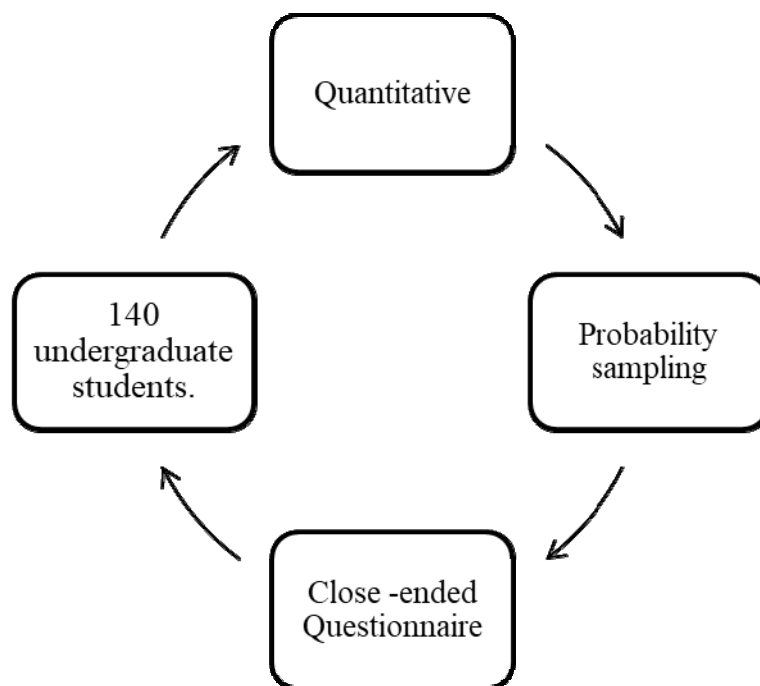 Quantitative
Probability
sampling
Close -ended
Questionnaire
140
undergraduate
students.